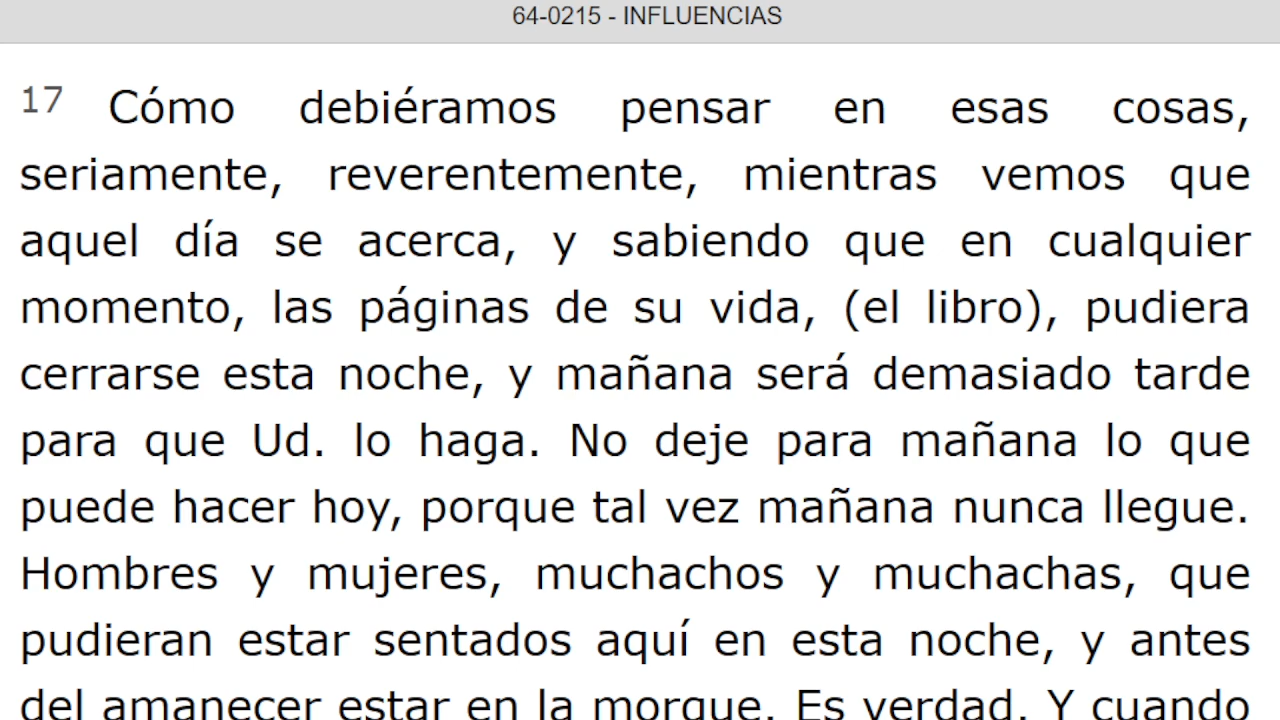 64-0215 - INFLUENCIAS
17 Cómo debiéramos pensar en esas cosas,
seriamente, reverentemente, mientras vemos que
aquel día se acerca, y sabiendo que en cualquier
momento, las páginas de su vida, (el libro), pudiera
cerrarse esta noche, y mañana será demasiado tarde
para que Ud. lo haga. No deje para mañana lo que
puede hacer hoy, porque tal vez mañana nunca llegue.
Hombres y mujeres, muchachos y muchachas, que
pudieran estar sentados aquí en esta noche, y antes
del amanecer estar en la morgue. Es verdad. Y cuando